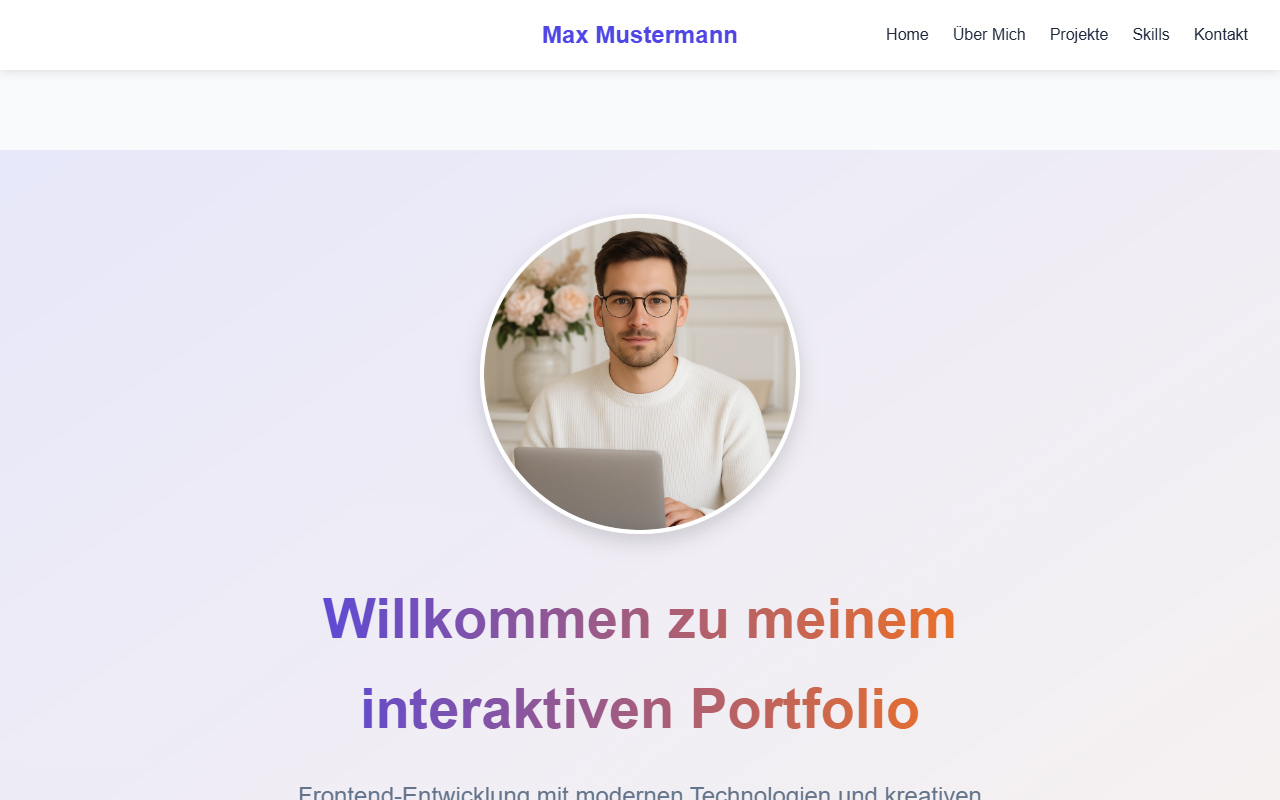 Max Mustermann
Home Über Mich Projekte Skills Kontakt
Willkommen zu meinem
interaktiven Portfolio
Frontend-Entwicklung mit modernen Technologien und kreativen